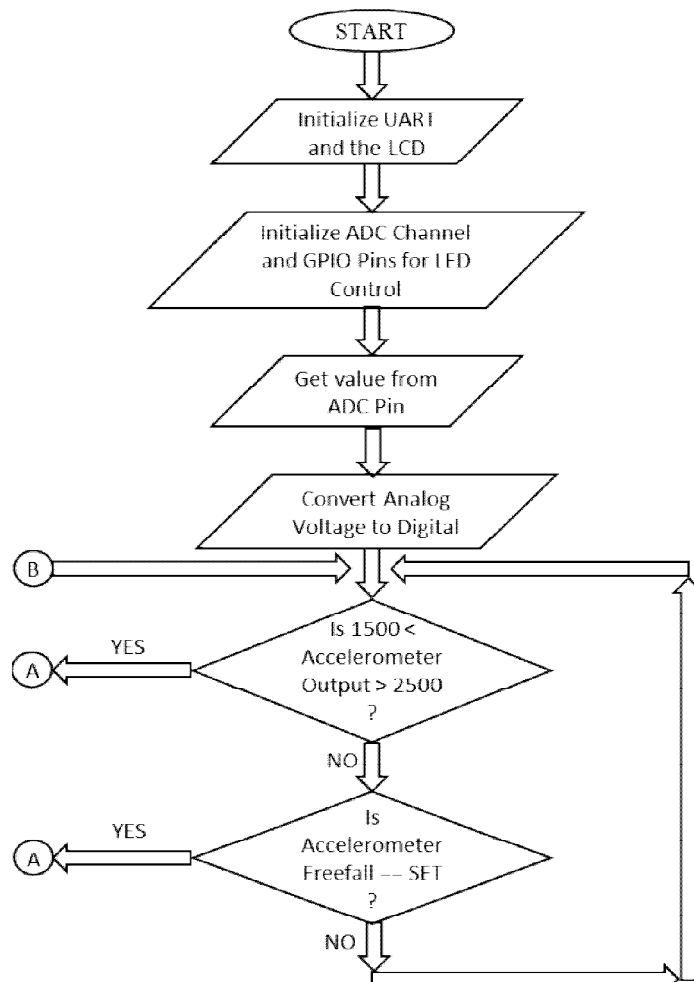 START
Initialize UART
and the LCD
Initialize ADC Channel
and GPIO Pins for LED
Control
Get value from
ADC Pin
Convert Analog
Voltage to Digital
B
Is 1500 <
Accelerometer
Output > 2500
?
YES
A
NO
Is
Accelerometer
Freefall == SET
?
YES
A
NO